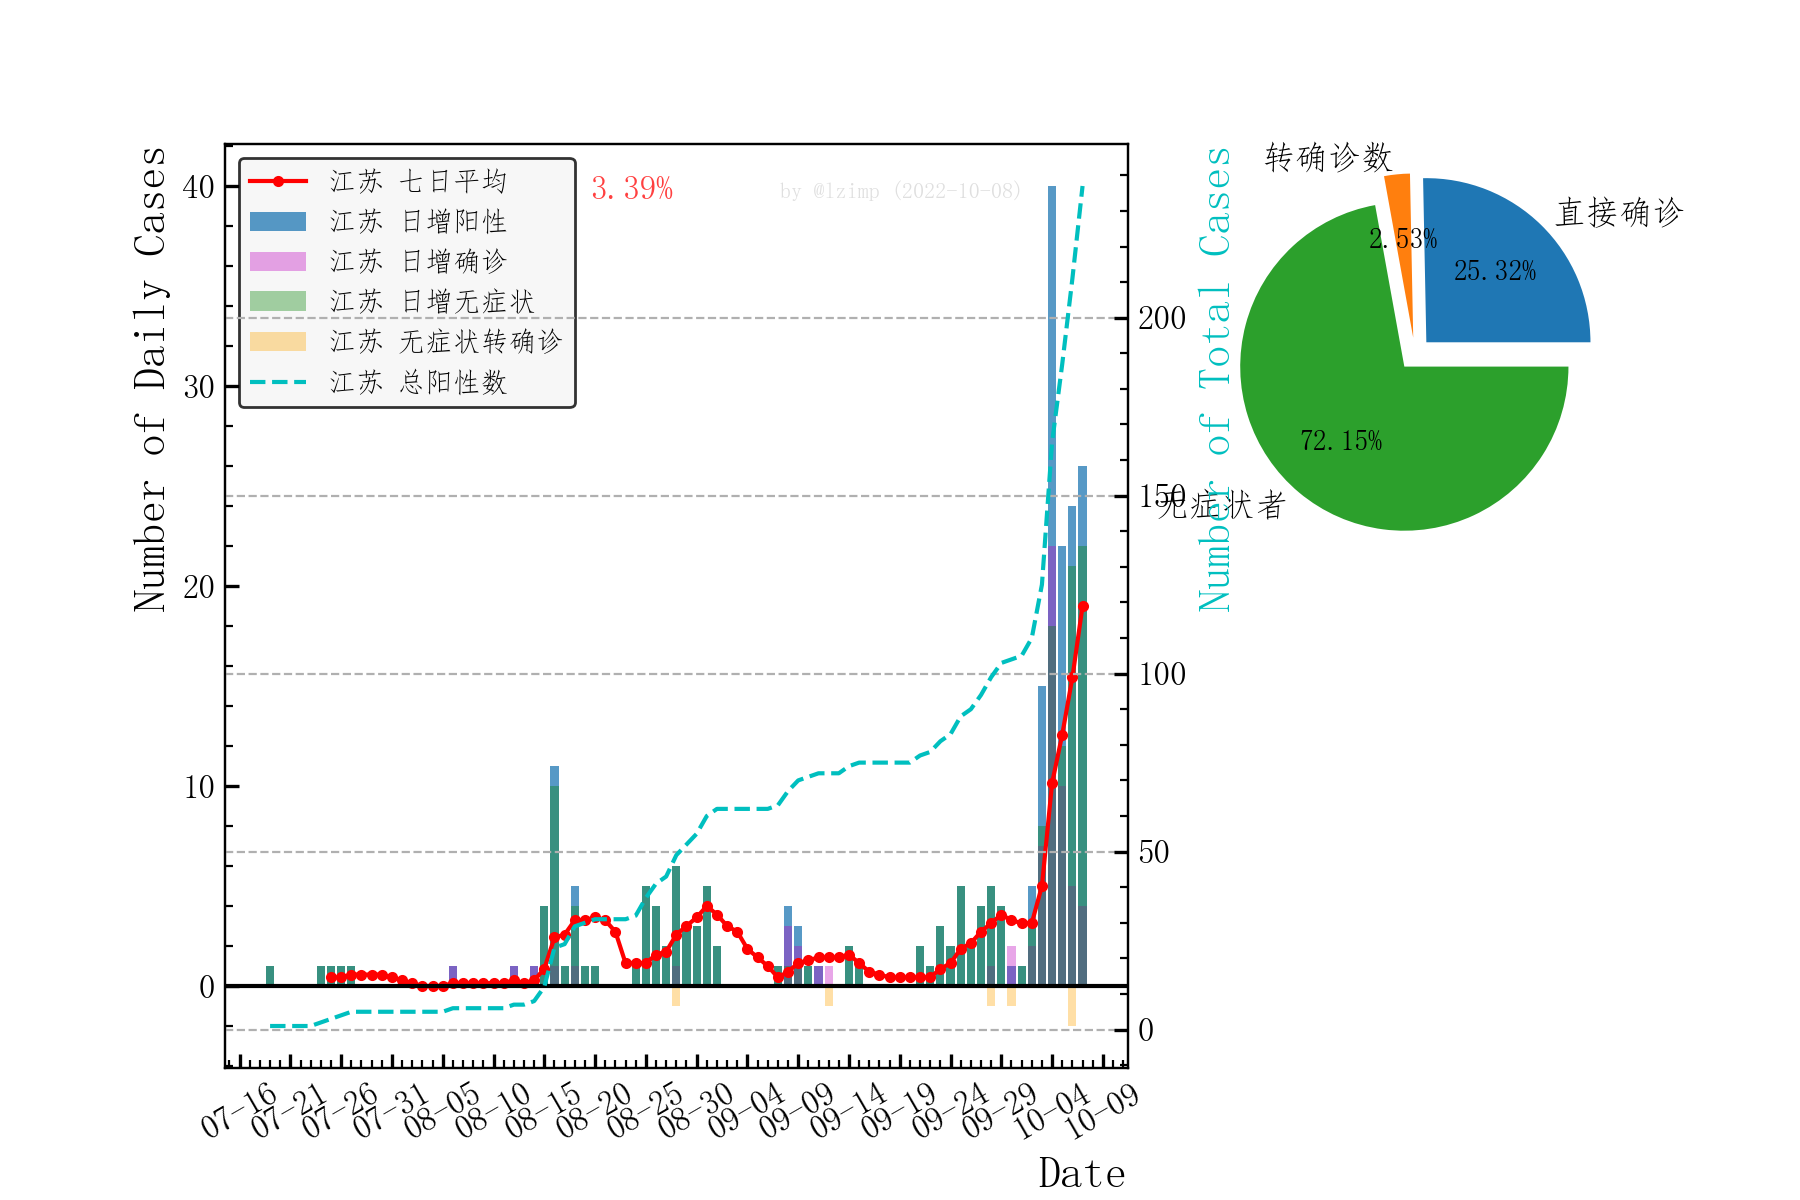 江苏 七日平均
江苏 日增阳性
江苏 日增确诊
江苏 日增无症状
江苏 无症状转确诊
江苏 总阳性数
3.39%
by @lzimp (2022-10-08)
Number of Daily Cases
40
30
20
10
0
07-16
07-21
07-26
07-31
08-05
08-10
08-15
08-20
08-25
08-30
09-04
09-09
09-14
09-19
09-24
09-29
10-04
10-09
Date
200
150
100
50
0
Number of Total Cases
转确诊数
直接确诊
2.53%
25.32%
72.15%
无症状者